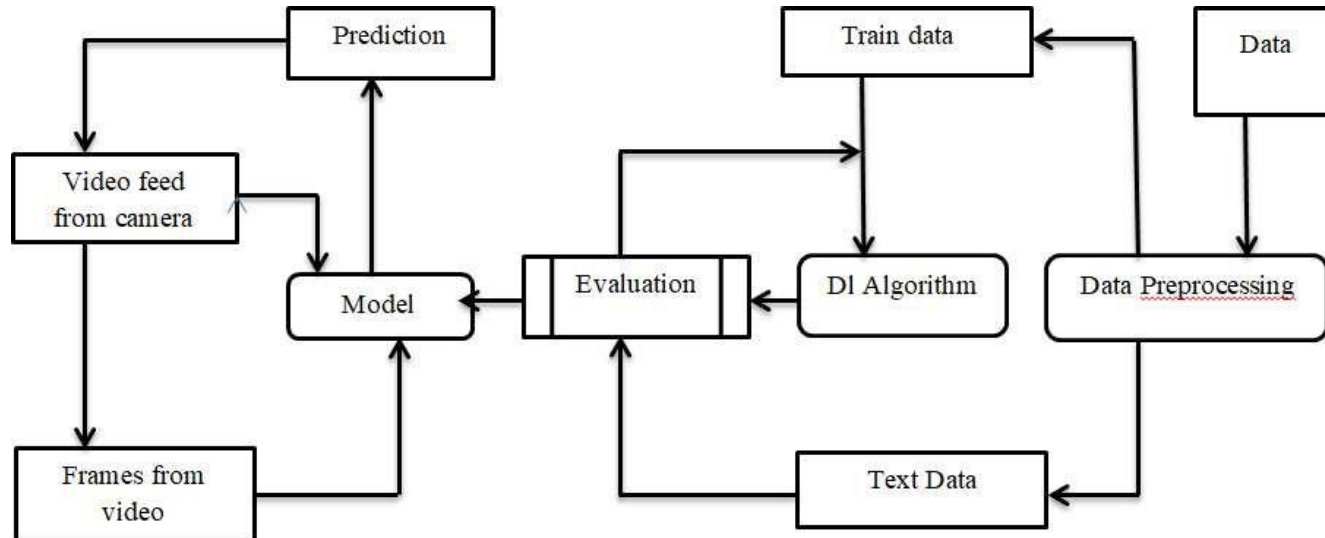 Prediction
Train data
Data
Video feed
from camera
Model
Evaluation
Dl Algorithm
Data Preprocessing
Frames from
video
Text Data